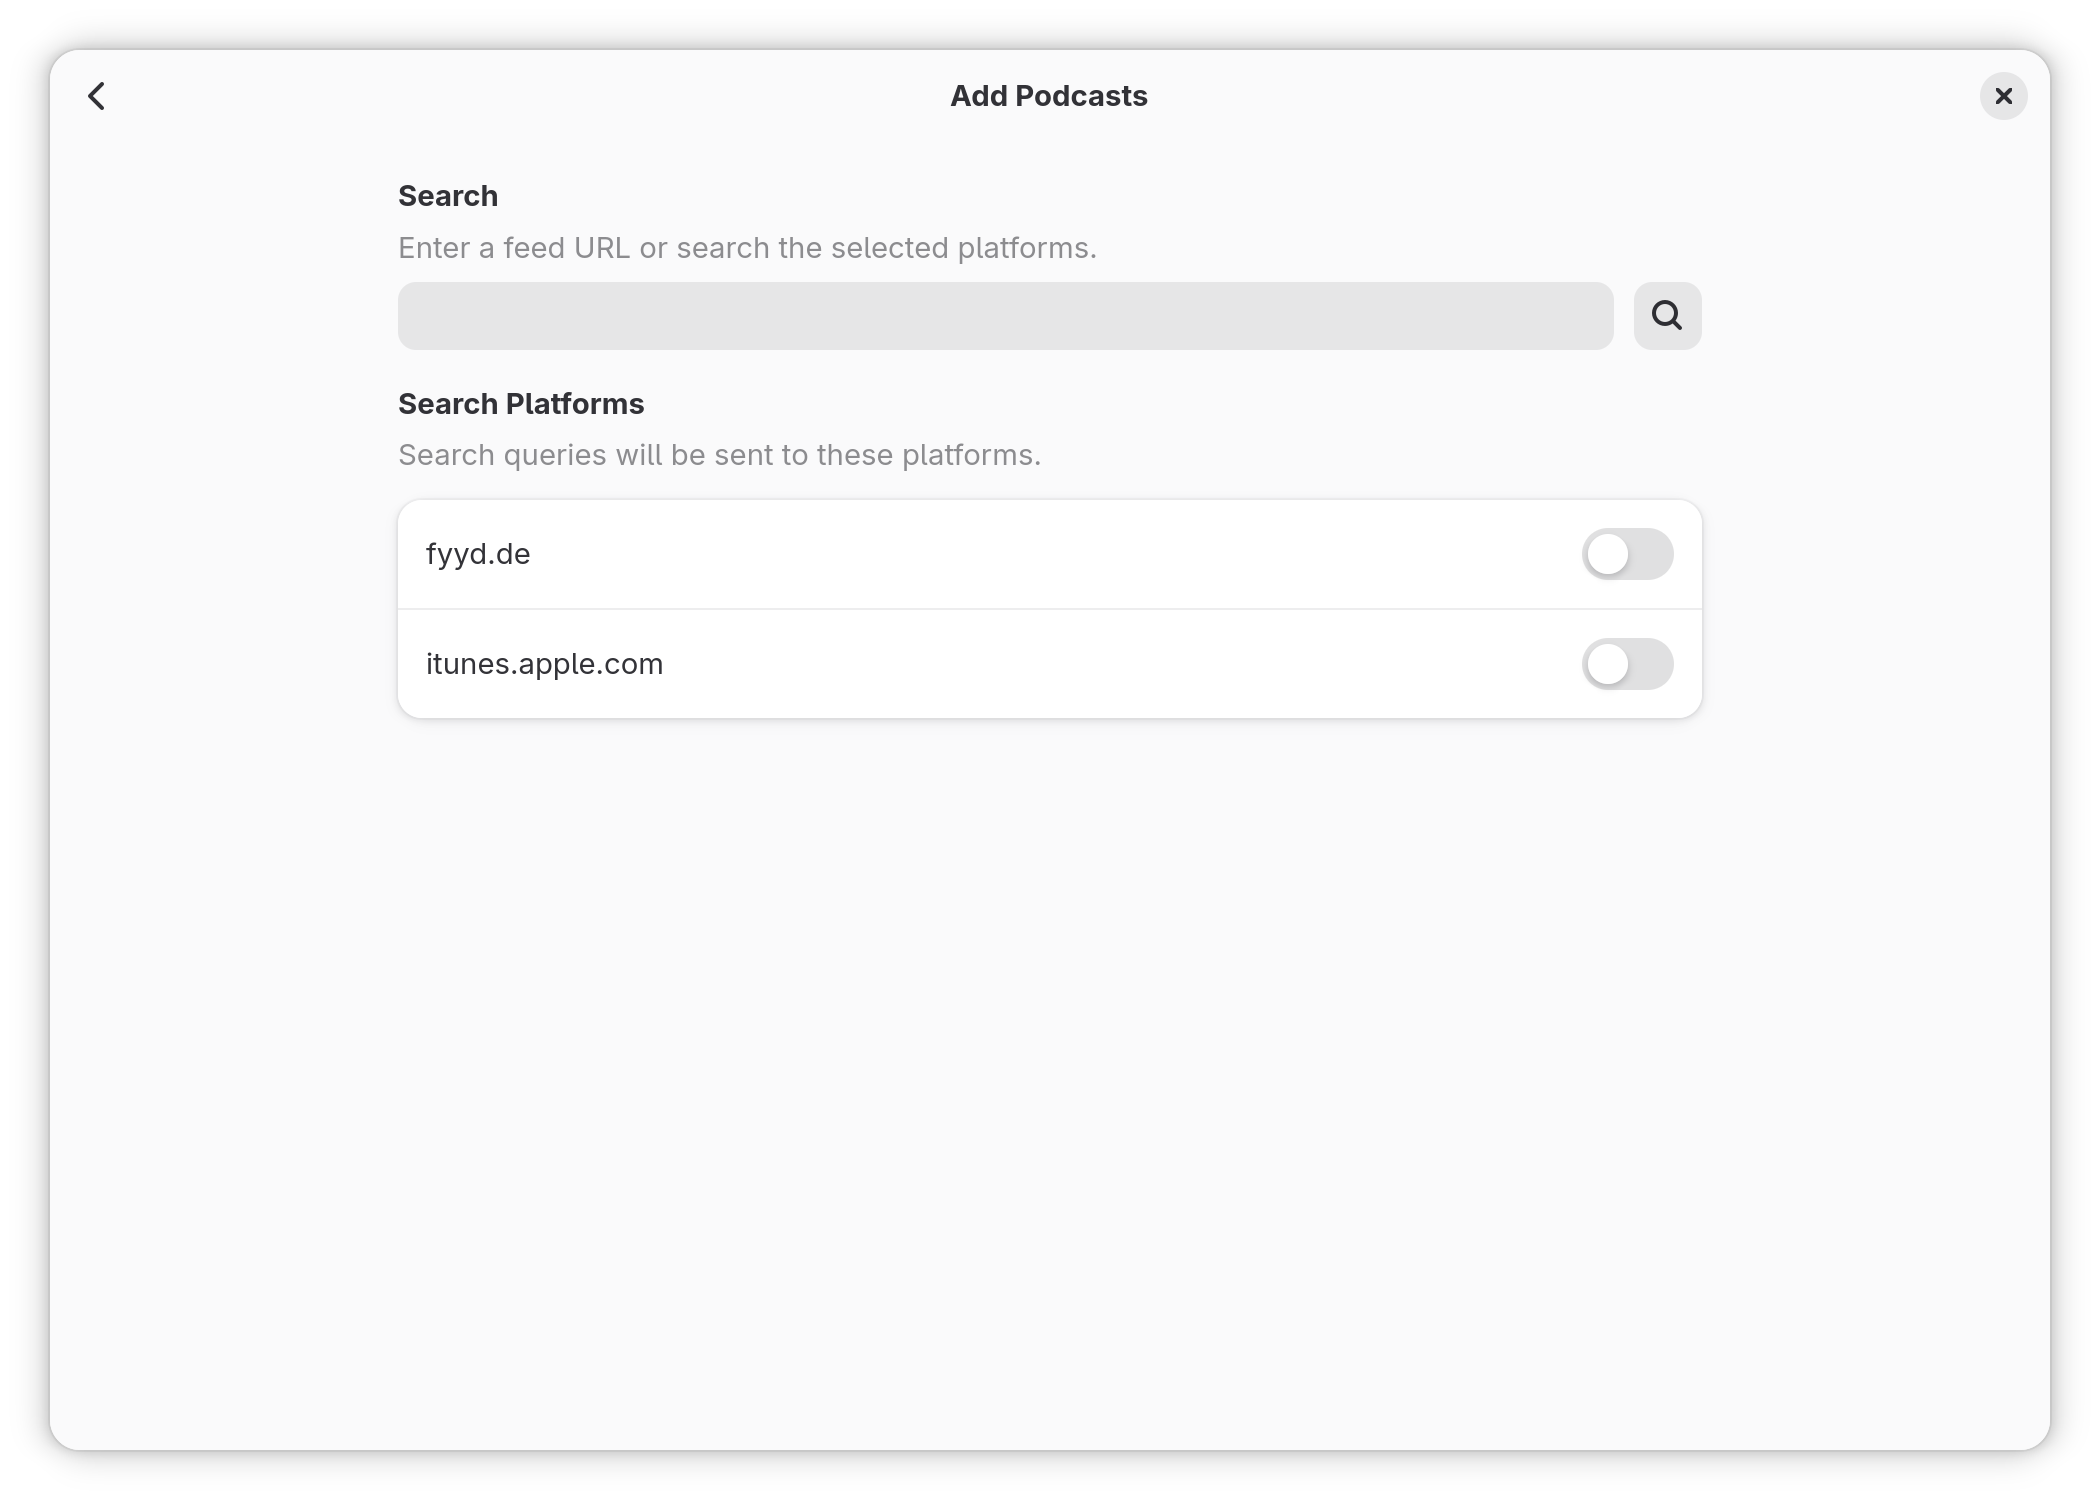 Add Podcasts
Search
Enter a feed URL or search the selected platforms.
Search Platforms
Search queries will be sent to these platforms.
fyyd.de
itunes.apple.com